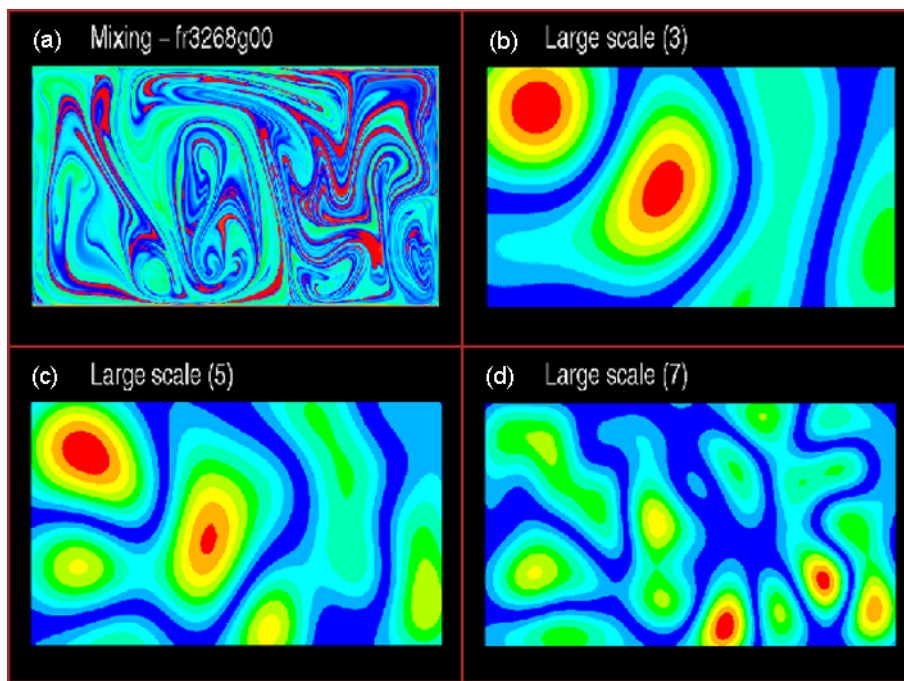 (a) Mixing – fr3268g00
(b) Large scale (3)
(c) Large scale (5)
(d) Large scale (7)